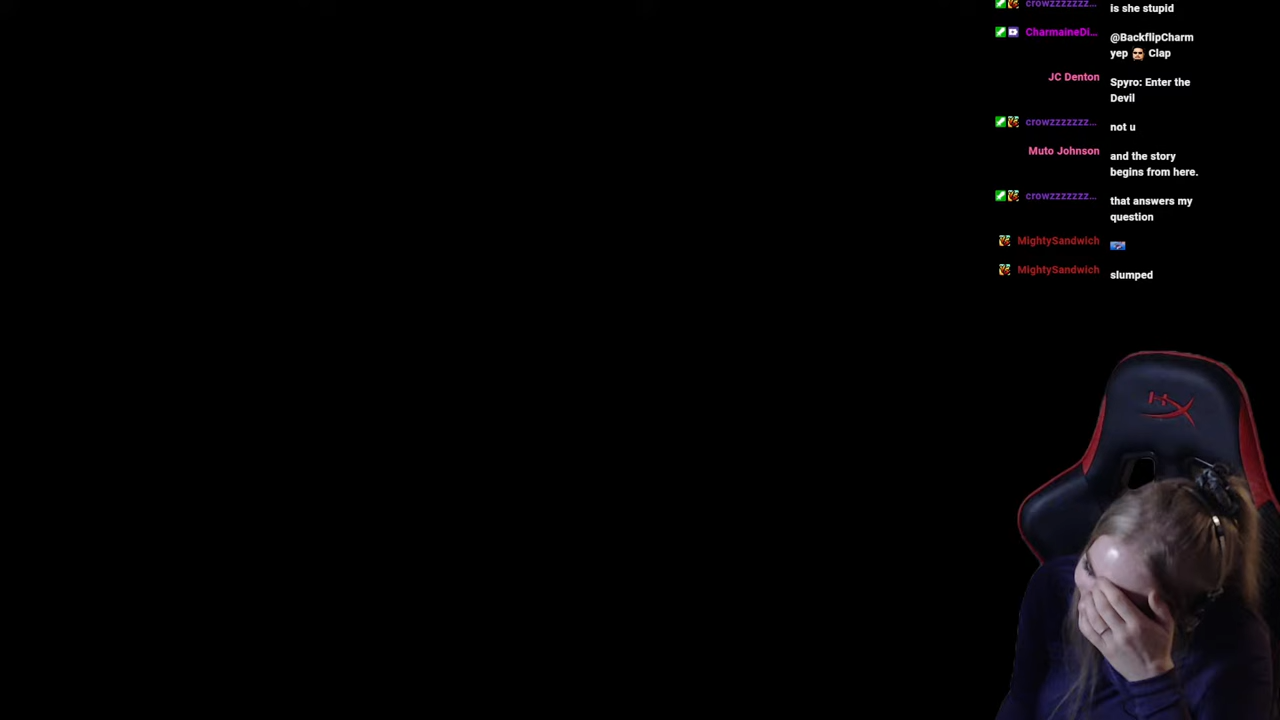 crowzzzzzzz... is she stupid
CharmaineDi... @BackflipCharm
yep Clap
JC Denton Spyro: Enter the
Devil
crowzzzzzzz... not u
Muto Johnson and the story
begins from here.
crowzzzzzzz... that answers my
question
MightySandwich
MightySandwich slumped
HX